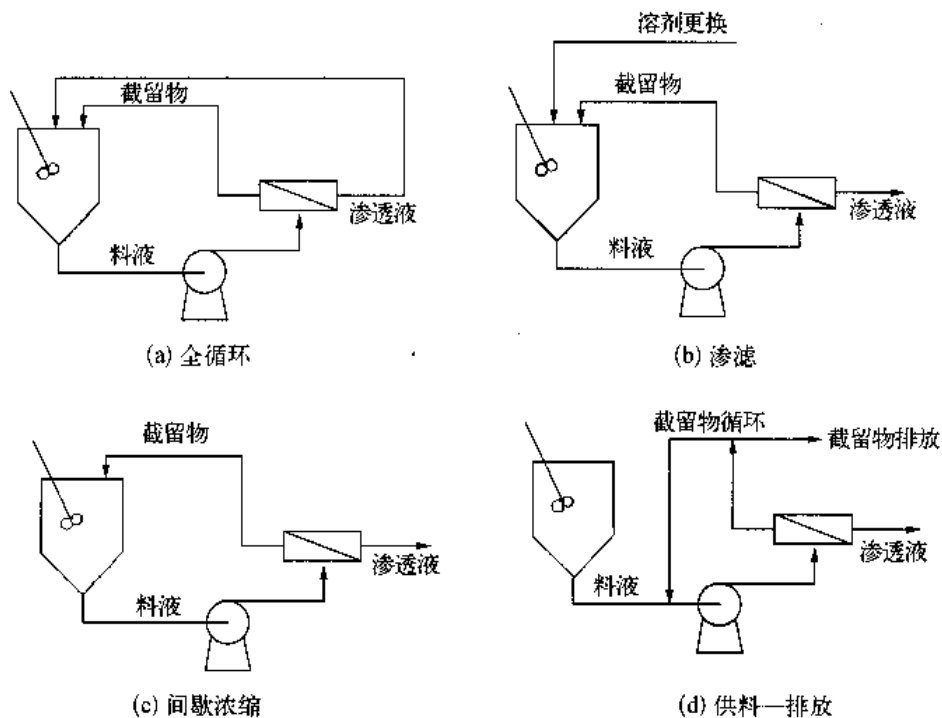 截留物
渗透液
料液
(a) 全循环
溶剂更换
截留物
渗透液
料液
(b) 渗滤
截留物
渗透液
料液
(c) 间歇浓缩
截留物循环
截留物排放
渗透液
料液
(d) 供料—排放